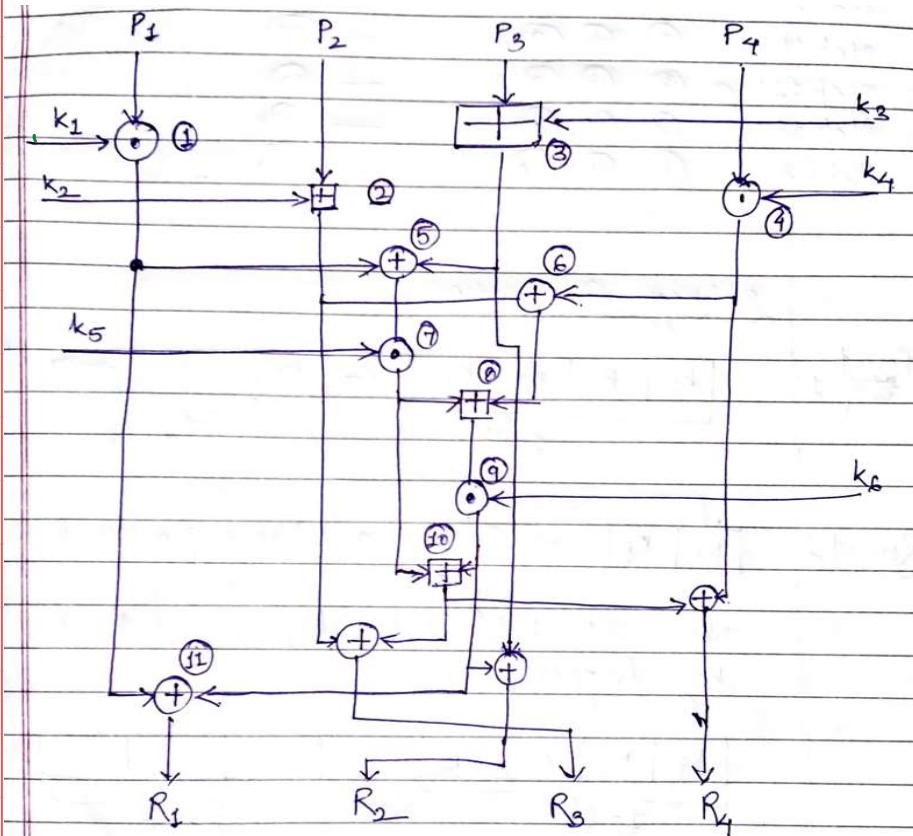 P1 P2 P3 P4
k1 ① k3
③
k2 ② k4
④
⑤
⑥
k5 ⑦
⑧
⑨ k6
⑩
⑪
R1 R2 R3 R4